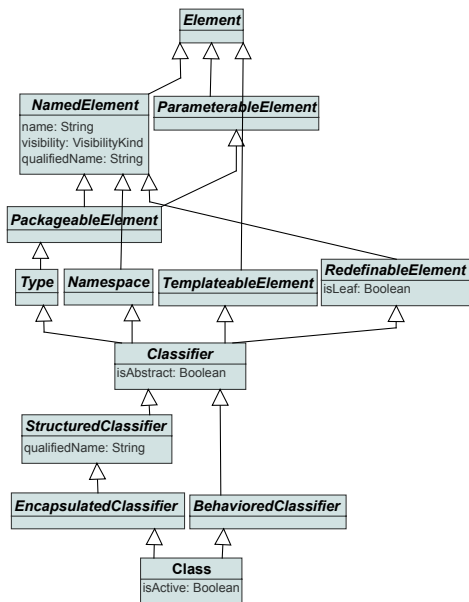 Element
NamedElement
name: String
visibility: VisibilityKind
qualifiedName: String
ParameterableElement
PackageableElement
Type
Namespace
TemplateableElement
RedefinableElement
isLeaf: Boolean
Classifier
isAbstract: Boolean
StructuredClassifier
qualifiedName: String
EncapsulatedClassifier
BehavioredClassifier
Class
isActive: Boolean